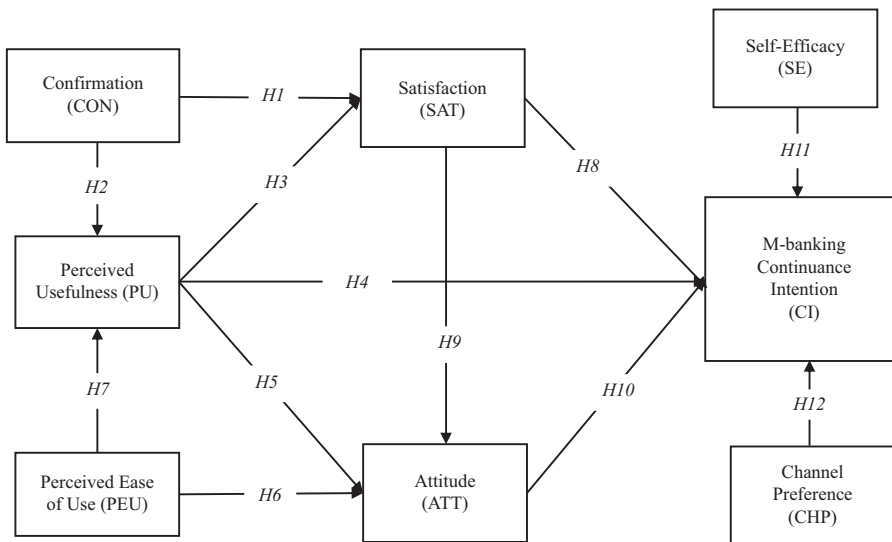 Confirmation
(CON)
H1
Satisfaction
(SAT)
Self-Efficacy
(SE)
H2
H3
H8
H11
Perceived
Usefulness (PU)
H4
M-banking
Continuance
Intention
(CI)
H7
H5
H9
H10
H12
Perceived Ease
of Use (PEU)
H6
Attitude
(ATT)
Channel
Preference
(CHP)